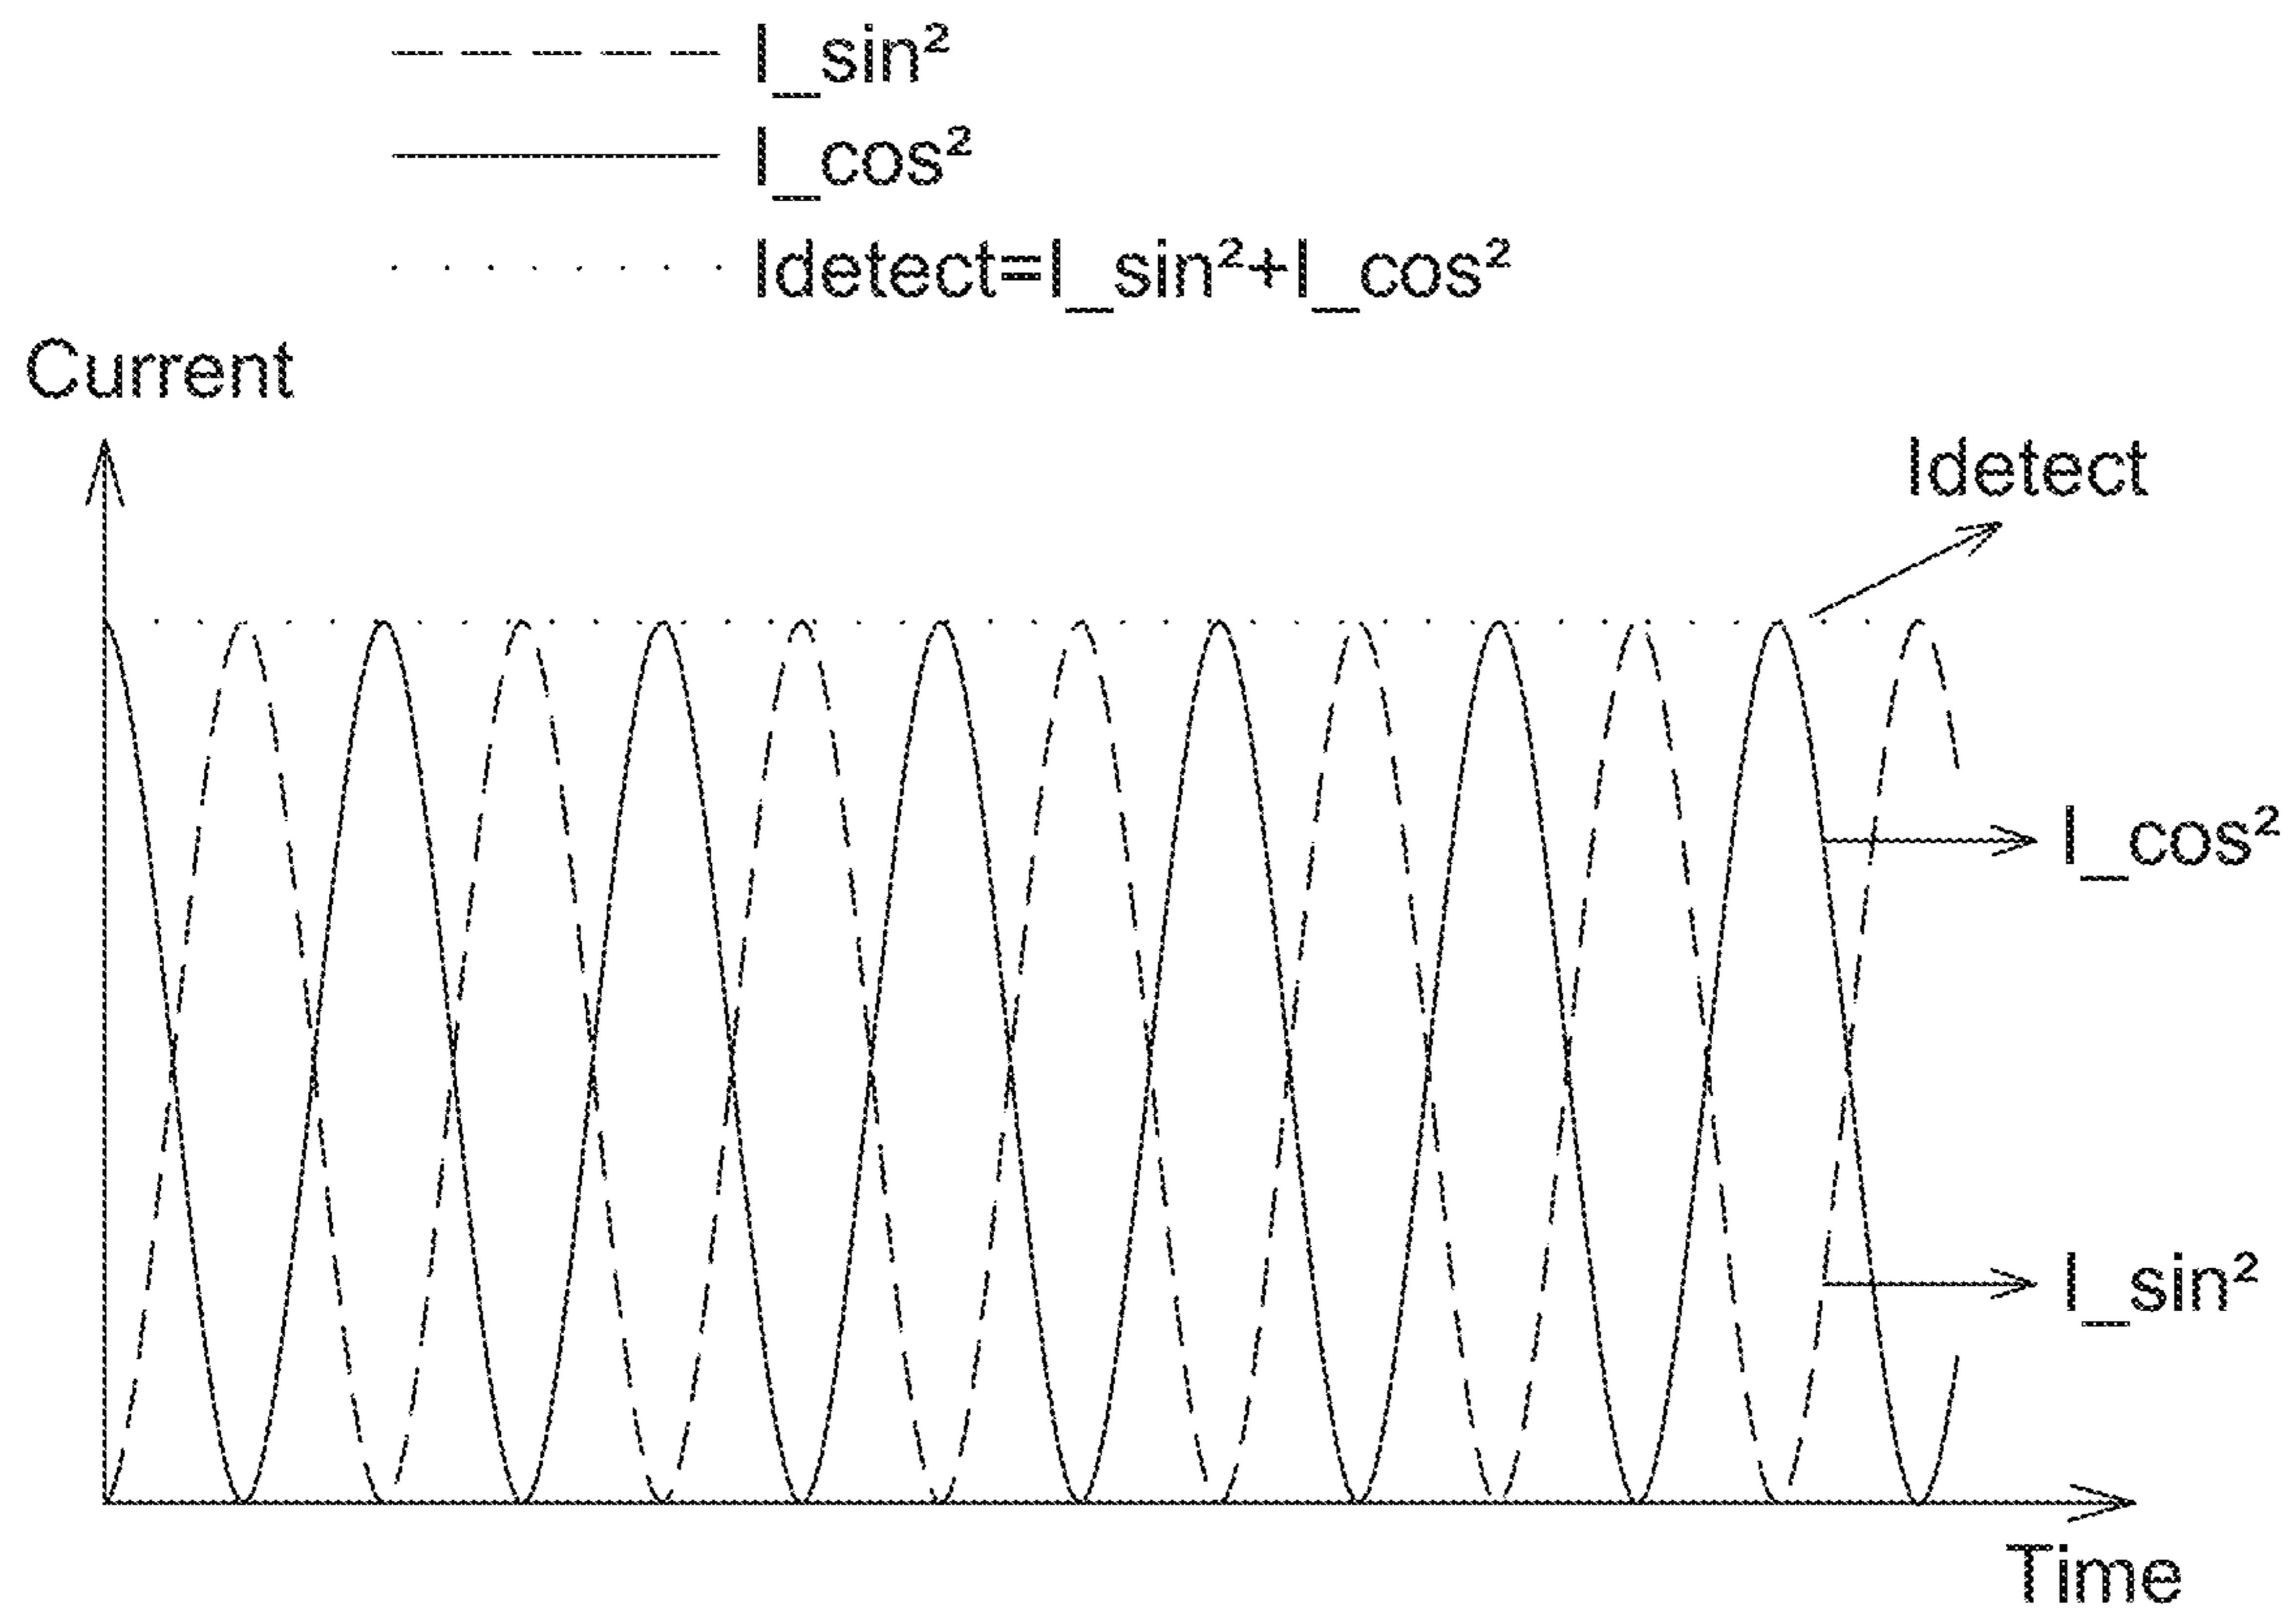 I_sin²
I_cos²
Idetect=I_sin²+I_cos²
Current
Idetect
I_cos²
I_sin²
Time